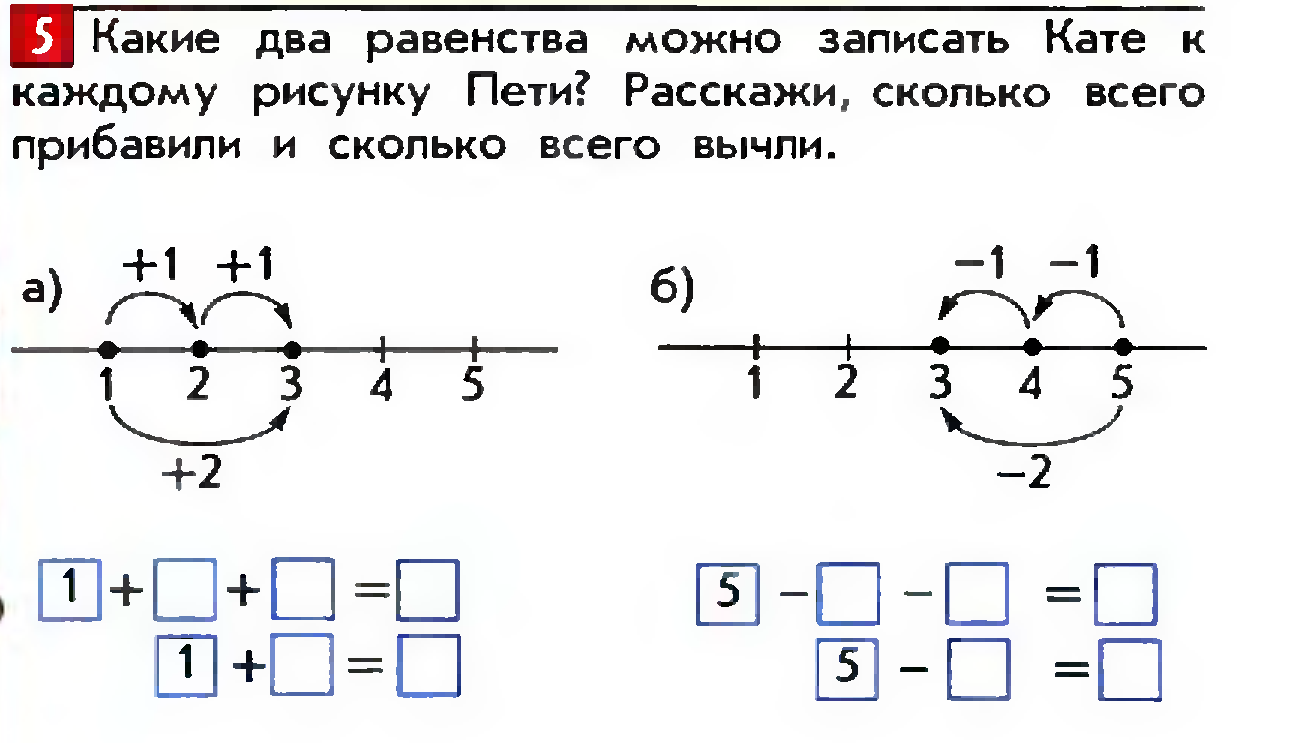 5 Какие два равенства можно записать Кате к
каждому рисунку Пети? Расскажи, сколько всего
прибавили и сколько всего вычли.
а) +1 +1
1 2 3 4 5
+2
1 + + =
1 + =
б) −1 −1
1 2 3 4 5
−2
5 − − =
5 − =